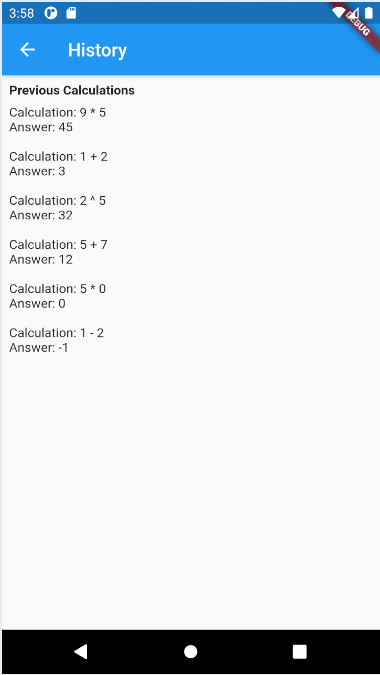 3:58
DEBUG
History
Previous Calculations
Calculation: 9 * 5
Answer: 45
Calculation: 1 + 2
Answer: 3
Calculation: 2 ^ 5
Answer: 32
Calculation: 5 + 7
Answer: 12
Calculation: 5 * 0
Answer: 0
Calculation: 1 - 2
Answer: -1